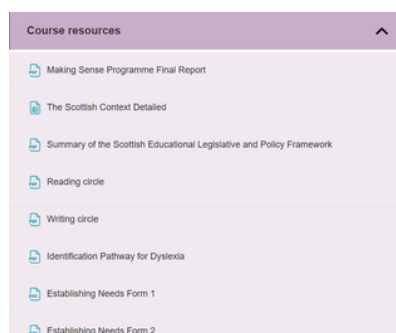 Course resources
Making Sense Programme Final Report
The Scottish Context Detailed
Summary of the Scottish Educational Legislative and Policy Framework
Reading circle
Writing circle
Identification Pathway for Dyslexia
Establishing Needs Form 1
Establishing Needs Form 2